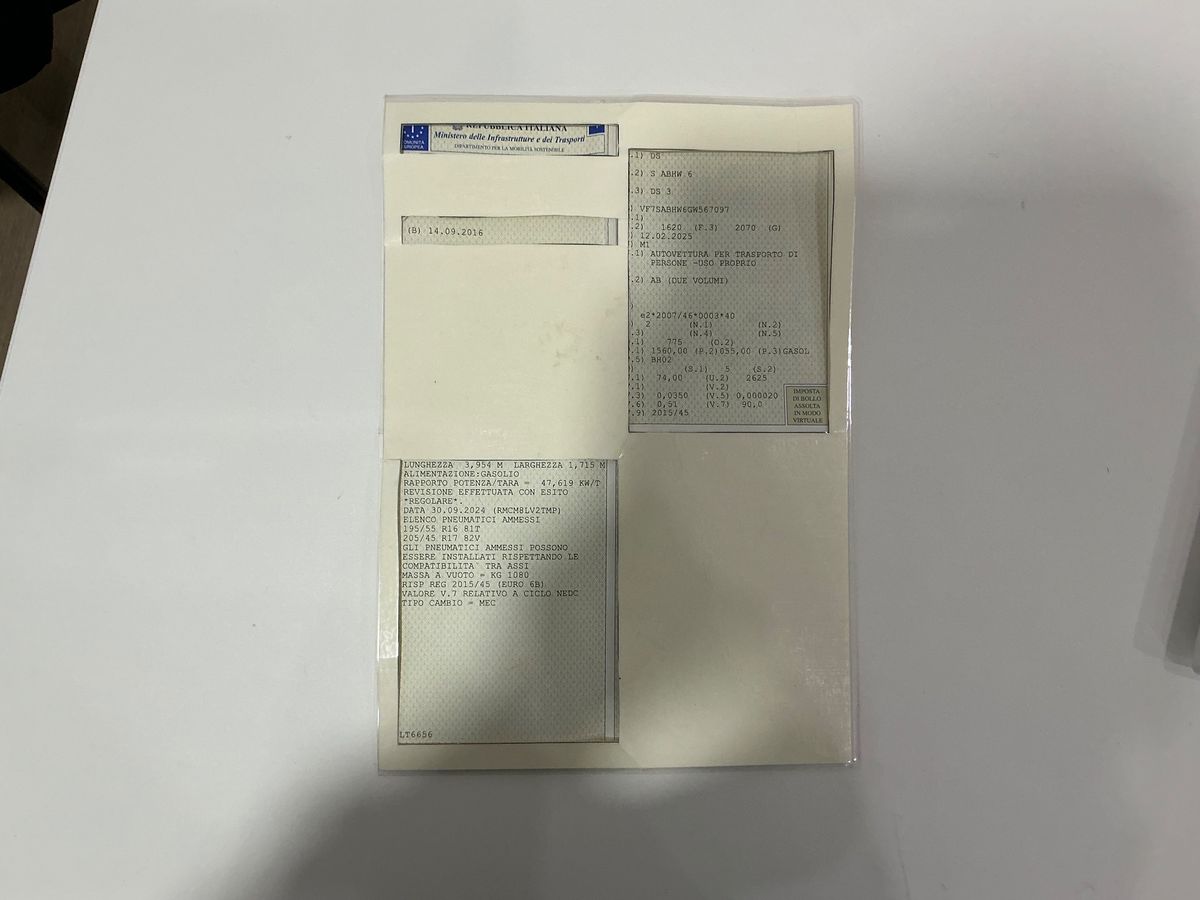 REPUBBLICA ITALIANA
Ministero delle Infrastrutture e dei Trasporti
DIPARTIMENTO PER LA MOBILITÀ SOSTENIBILE
OMUNITÀ
EUROPEA
I
(B) 14.09.2016
.1) DS
.2) S ABHW 6
.3) DS 3
) VF7SABHW6GW567097
.1)
.2) 1620 (F.3) 2070 (G)
) 12.02.2025
) M1
.1) AUTOVETTURA PER TRASPORTO DI
PERSONE -USO PROPRIO
.2) AB (DUE VOLUMI)
)
e2*2007/46*0003*40
) 2 (N.1) (N.2)
.3) (N.4) (N.5)
.1) 775 (O.2)
.1) 1560,00 (P.2)055,00 (P.3)GASOL
.5) BH02
) (S.1) 5 (S.2)
.1) 74,00 (U.2) 2625
.1) (V.2)
.3) 0,0350 (V.5) 0,000020
.6) 0,51 (V.7) 90,0
.9) 2015/45
IMPOSTA
DI BOLLO
ASSOLTA
IN MODO
VIRTUALE
LUNGHEZZA 3,954 M LARGHEZZA 1,715 M
ALIMENTAZIONE:GASOLIO
RAPPORTO POTENZA/TARA = 47,619 KW/T
REVISIONE EFFETTUATA CON ESITO
*REGOLARE*.
DATA 30.09.2024 (RMCM8LV2TMP)
ELENCO PNEUMATICI AMMESSI
195/55 R16 81T
205/45 R17 82V
GLI PNEUMATICI AMMESSI POSSONO
ESSERE INSTALLATI RISPETTANDO LE
COMPATIBILITA` TRA ASSI
MASSA A VUOTO = KG 1080
RISP REG 2015/45 (EURO 6B)
VALORE V.7 RELATIVO A CICLO NEDC
TIPO CAMBIO = MEC
LT6656